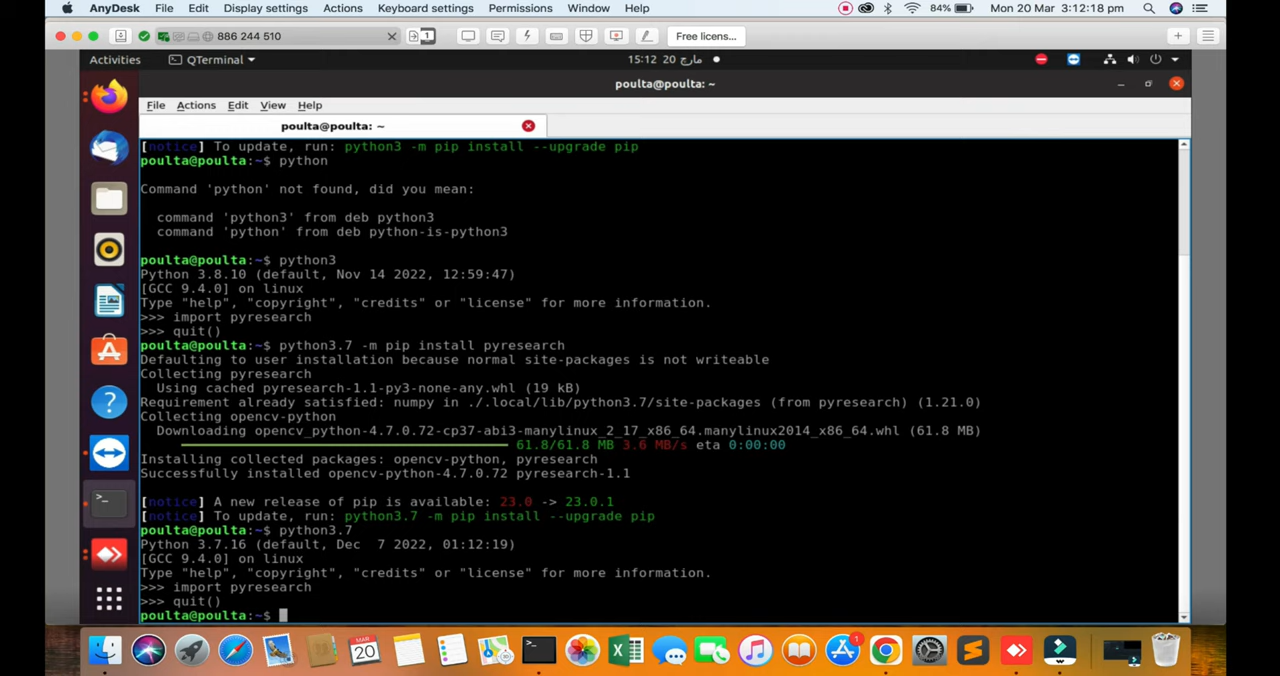 AnyDesk File Edit Display settings Actions Keyboard settings Permissions Window Help 84% Mon 20 Mar 3:12:18 pm
886 244 510 1 Free licens...
Activities QTerminal 15:12 20 مارچ
poulta@poulta: ~
File Actions Edit View Help
poulta@poulta: ~
[notice] To update, run: python3 -m pip install --upgrade pip
poulta@poulta:~$ python
Command 'python' not found, did you mean:
command 'python3' from deb python3
command 'python' from deb python-is-python3
poulta@poulta:~$ python3
Python 3.8.10 (default, Nov 14 2022, 12:59:47)
[GCC 9.4.0] on linux
Type "help", "copyright", "credits" or "license" for more information.
>>> import pyresearch
>>> quit()
poulta@poulta:~$ python3.7 -m pip install pyresearch
Defaulting to user installation because normal site-packages is not writeable
Collecting pyresearch
Using cached pyresearch-1.1-py3-none-any.whl (19 kB)
Requirement already satisfied: numpy in ./.local/lib/python3.7/site-packages (from pyresearch) (1.21.0)
Collecting opencv-python
Downloading opencv_python-4.7.0.72-cp37-abi3-manylinux_2_17_x86_64.manylinux2014_x86_64.whl (61.8 MB)
61.8/61.8 MB 3.6 MB/s eta 0:00:00
Installing collected packages: opencv-python, pyresearch
Successfully installed opencv-python-4.7.0.72 pyresearch-1.1
[notice] A new release of pip is available: 23.0 -> 23.0.1
[notice] To update, run: python3.7 -m pip install --upgrade pip
poulta@poulta:~$ python3.7
Python 3.7.16 (default, Dec  7 2022, 01:12:19)
[GCC 9.4.0] on linux
Type "help", "copyright", "credits" or "license" for more information.
>>> import pyresearch
>>> quit()
poulta@poulta:~$
MAR
20
1